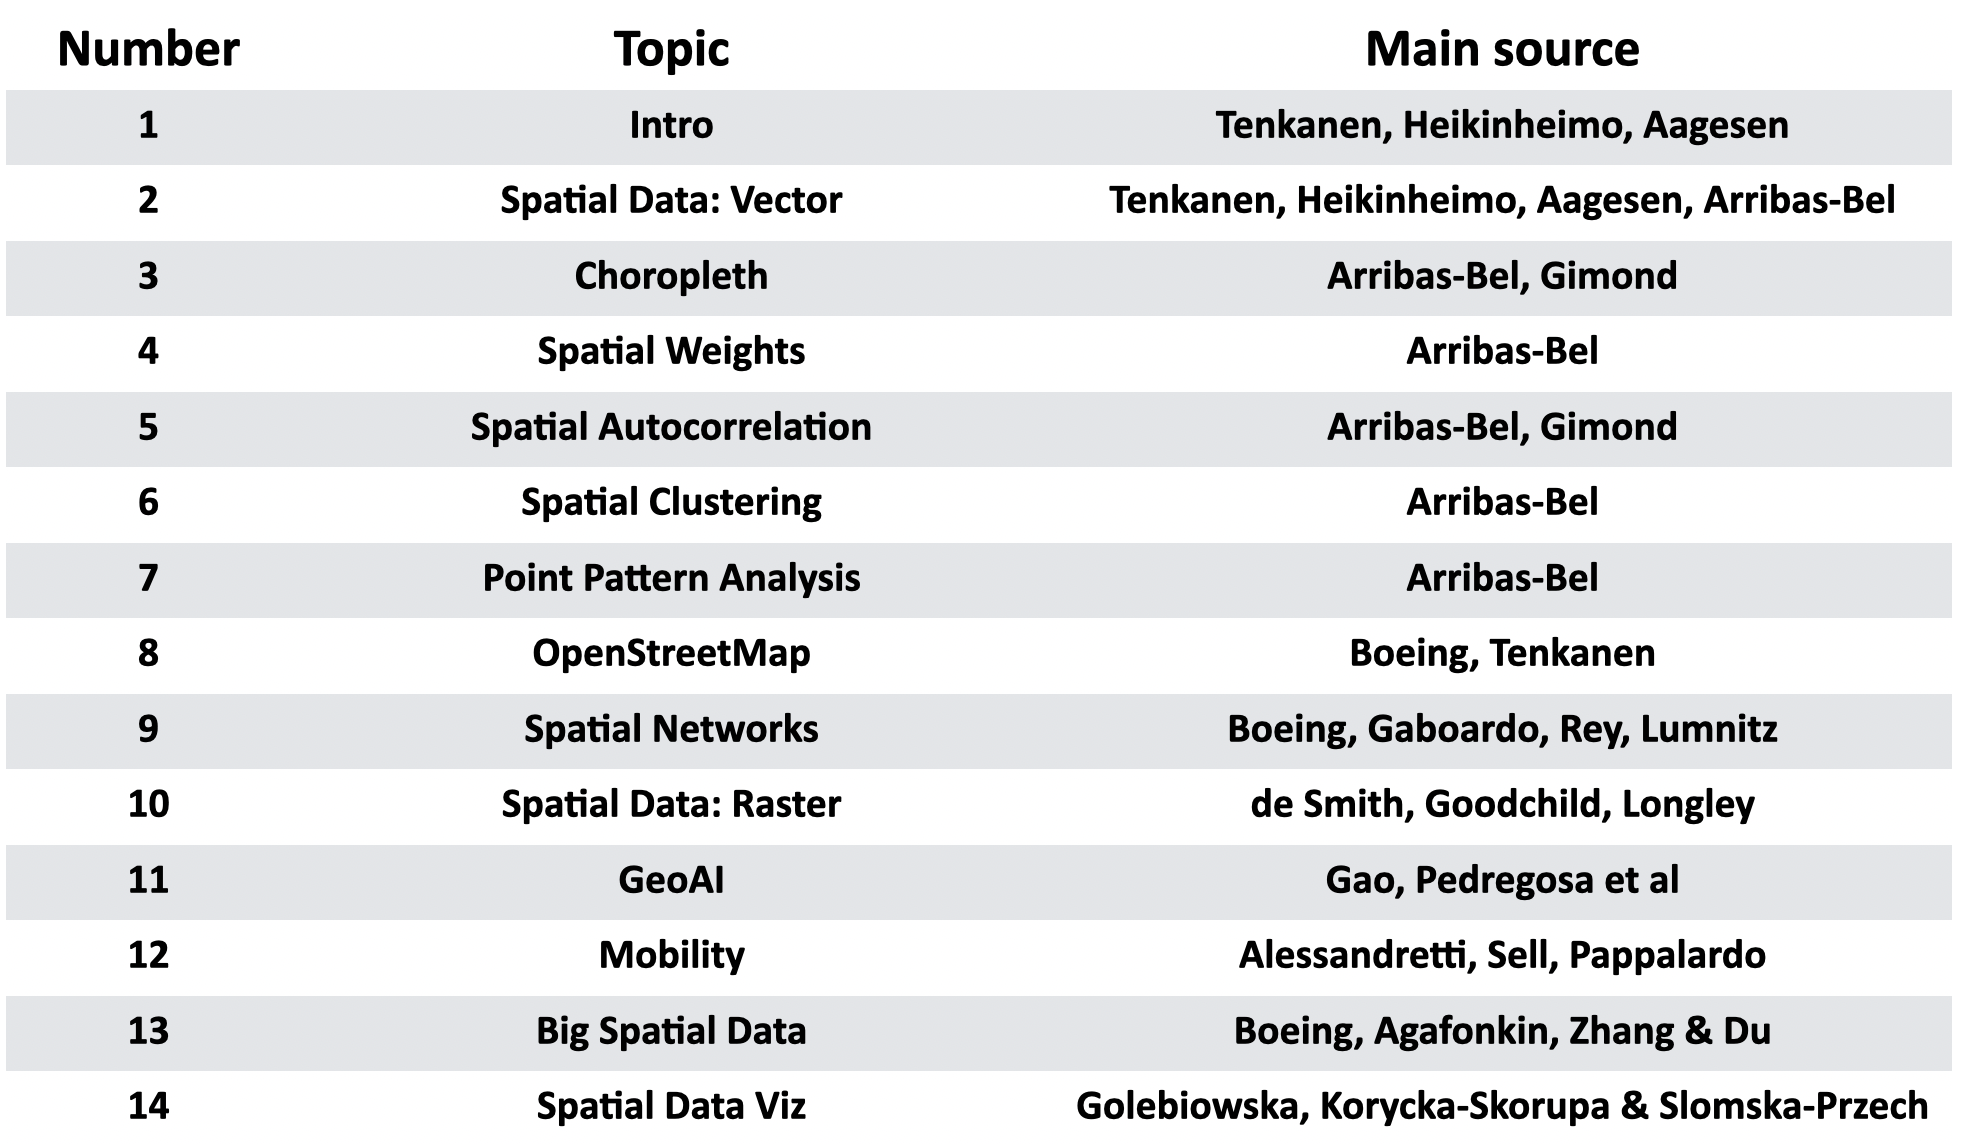 Number Topic Main source
1 Intro Tenkanen, Heikinheimo, Aagesen
2 Spatial Data: Vector Tenkanen, Heikinheimo, Aagesen, Arribas-Bel
3 Choropleth Arribas-Bel, Gimond
4 Spatial Weights Arribas-Bel
5 Spatial Autocorrelation Arribas-Bel, Gimond
6 Spatial Clustering Arribas-Bel
7 Point Pattern Analysis Arribas-Bel
8 OpenStreetMap Boeing, Tenkanen
9 Spatial Networks Boeing, Gaboardo, Rey, Lumnitz
10 Spatial Data: Raster de Smith, Goodchild, Longley
11 GeoAI Gao, Pedregosa et al
12 Mobility Alessandretti, Sell, Pappalardo
13 Big Spatial Data Boeing, Agafonkin, Zhang & Du
14 Spatial Data Viz Golebiowska, Korycka-Skorupa & Slomska-Przech